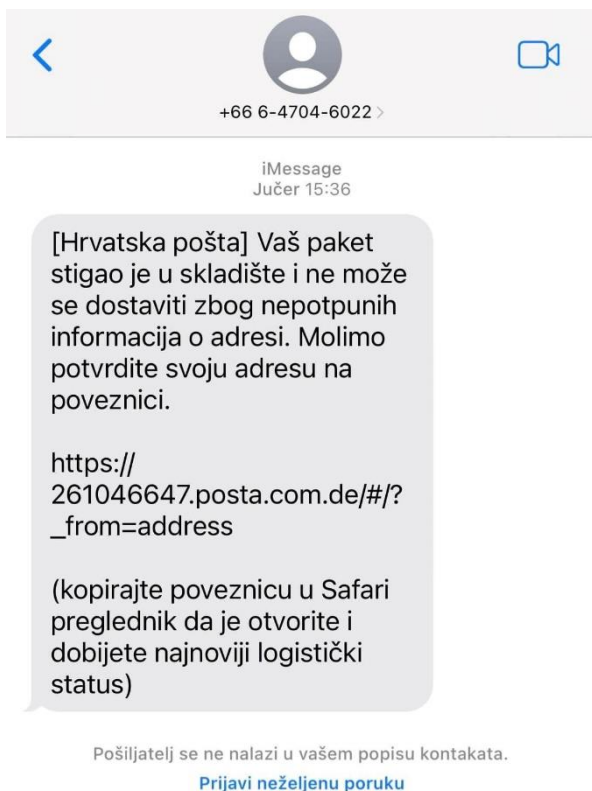 +66 6-4704-6022 >
iMessage
Jučer 15:36
[Hrvatska pošta] Vaš paket
stigao je u skladište i ne može
se dostaviti zbog nepotpunih
informacija o adresi. Molimo
potvrdite svoju adresu na
poveznici.
https://
261046647.posta.com.de/#/?
_from=address
(kopirajte poveznicu u Safari
preglednik da je otvorite i
dobijete najnoviji logistički
status)
Pošiljatelj se ne nalazi u vašem popisu kontakata.
Prijavi neželjenu poruku